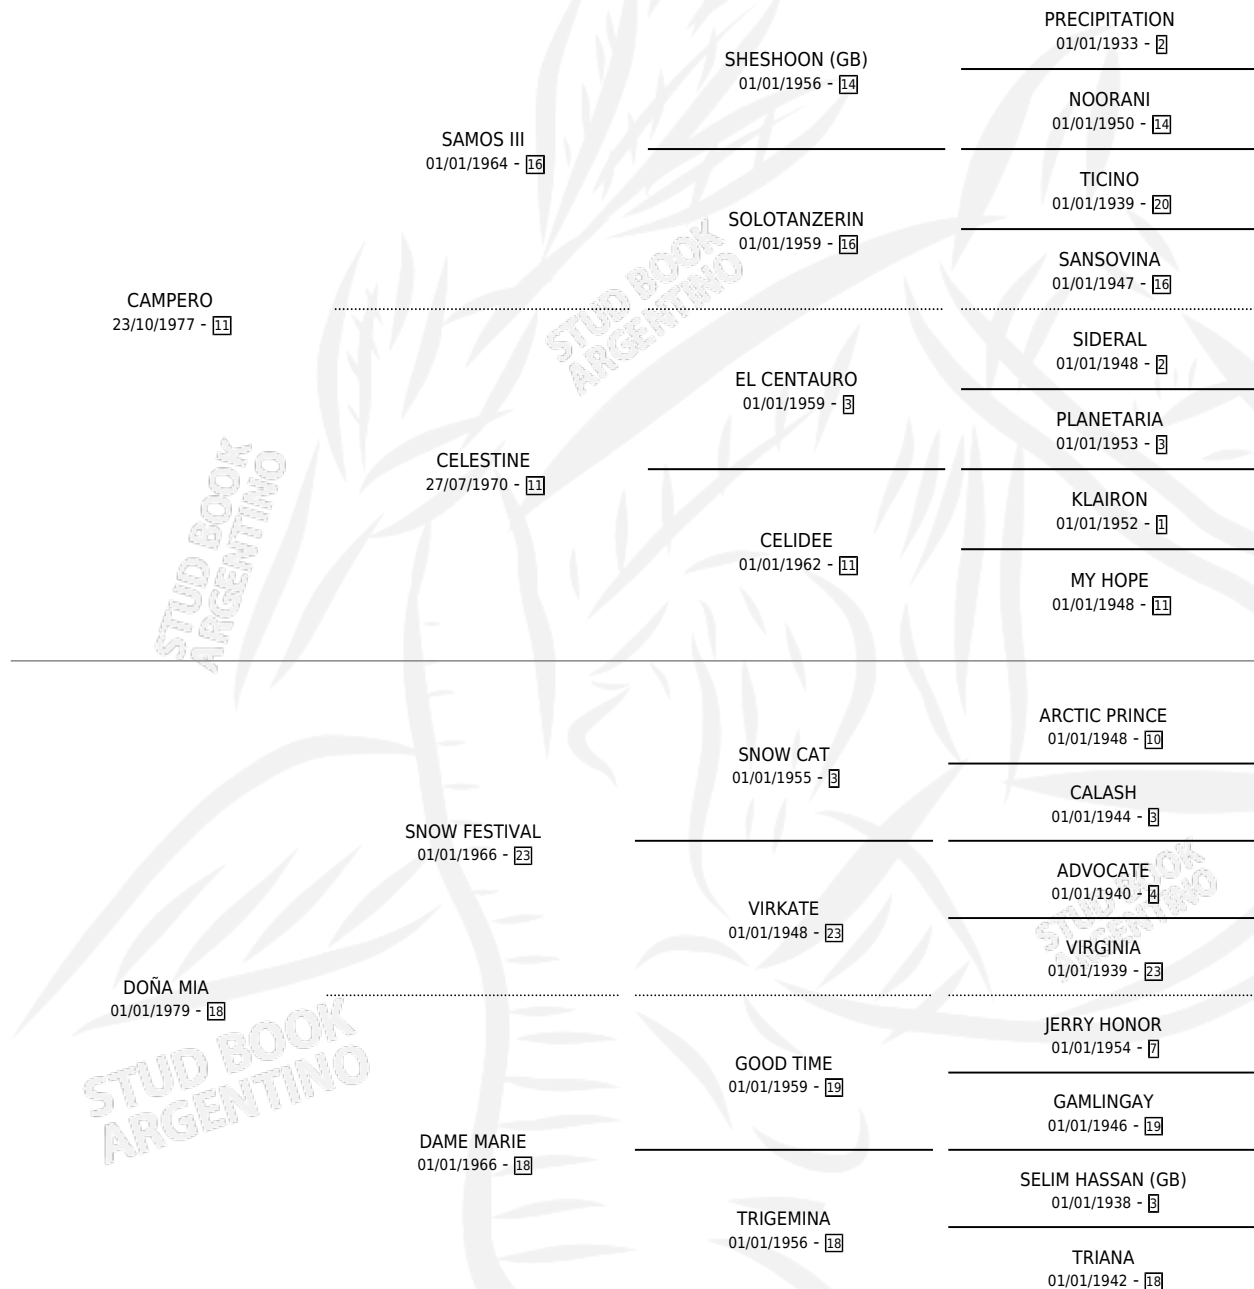 PRECIPITATION
01/01/1933 - 2
SHESHOON (GB)
01/01/1956 - 14
NOORANI
01/01/1950 - 14
SAMOS III
01/01/1964 - 16
TICINO
01/01/1939 - 20
SOLOTANZERIN
01/01/1959 - 16
SANSOVINA
01/01/1947 - 16
CAMPERO
23/10/1977 - 11
SIDERAL
01/01/1948 - 2
EL CENTAURO
01/01/1959 - 3
PLANETARIA
01/01/1953 - 3
CELESTINE
27/07/1970 - 11
KLAIRON
01/01/1952 - 1
CELIDEE
01/01/1962 - 11
MY HOPE
01/01/1948 - 11
ARCTIC PRINCE
01/01/1948 - 10
SNOW CAT
01/01/1955 - 3
CALASH
01/01/1944 - 3
SNOW FESTIVAL
01/01/1966 - 23
ADVOCATE
01/01/1940 - 4
VIRKATE
01/01/1948 - 23
VIRGINIA
01/01/1939 - 23
DOÑA MIA
01/01/1979 - 18
JERRY HONOR
01/01/1954 - 7
GOOD TIME
01/01/1959 - 19
GAMLINGAY
01/01/1946 - 19
DAME MARIE
01/01/1966 - 18
SELIM HASSAN (GB)
01/01/1938 - 3
TRIGEMINA
01/01/1956 - 18
TRIANA
01/01/1942 - 18
STUD BOOK
ARGENTINO
STUD BOOK
ARGENTINO
STUD BOOK
ARGENTINO
STUD BOOK
ARGENTINO